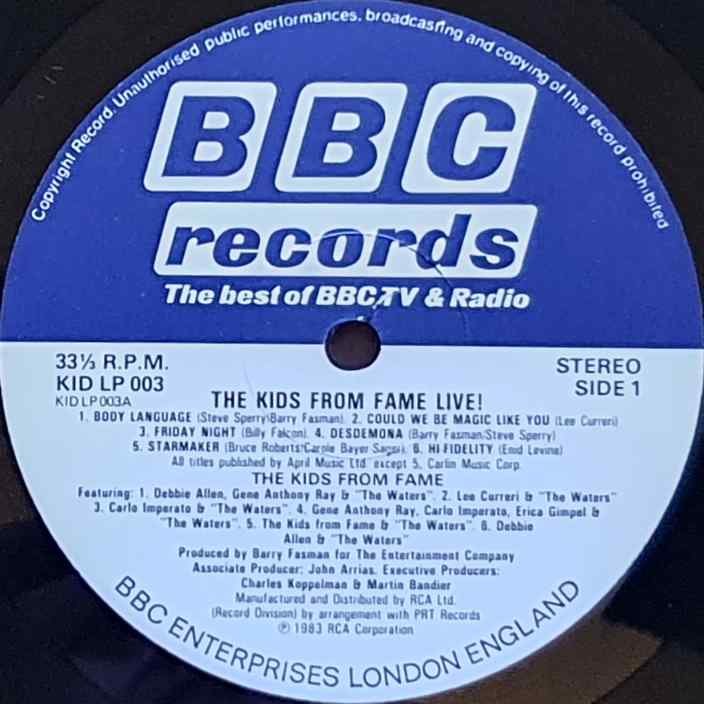 Copyright Record. Unauthorised public performances, broadcasting and copying of this record prohibited
BBC
records
The best of BBC TV & Radio
33⅓ R.P.M.
KID LP 003
KID LP 003A
STEREO
SIDE 1
THE KIDS FROM FAME LIVE!
1. BODY LANGUAGE (Steve Sperry/Barry Fasman). 2. COULD WE BE MAGIC LIKE YOU (Lee Curreri)
3. FRIDAY NIGHT (Billy Falcon). 4. DESDEMONA (Barry Fasman/Steve Sperry)
5. STARMAKER (Bruce Roberts/Carole Bayer Sager). 6. HI-FIDELITY (Enid Levine)
All titles published by April Music Ltd except 5. Carlin Music Corp.
THE KIDS FROM FAME
Featuring: 1. Debbie Allen, Gene Anthony Ray & "The Waters". 2. Lee Curreri & "The Waters"
3. Carlo Imperato & "The Waters". 4. Gene Anthony Ray, Carlo Imperato, Erica Gimpel &
"The Waters". 5. The Kids from Fame & "The Waters". 6. Debbie
Allen & "The Waters"
Produced by Barry Fasman for The Entertainment Company
Associate Producer: John Arrias. Executive Producers:
Charles Koppelman & Martin Bandier
Manufactured and Distributed by RCA Ltd.
(Record Division) by arrangement with PRT Records
℗ 1983 RCA Corporation
BBC ENTERPRISES LONDON ENGLAND